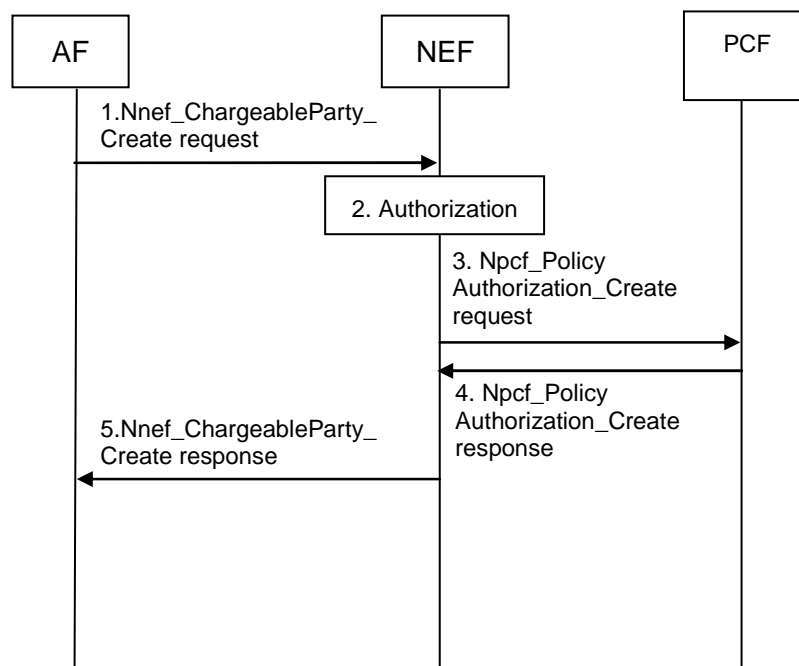 AF
NEF
PCF
1.Nnef_ChargeableParty_
Create request
2. Authorization
3. Npcf_Policy
Authorization_Create
request
4. Npcf_Policy
Authorization_Create
response
5.Nnef_ChargeableParty_
Create response